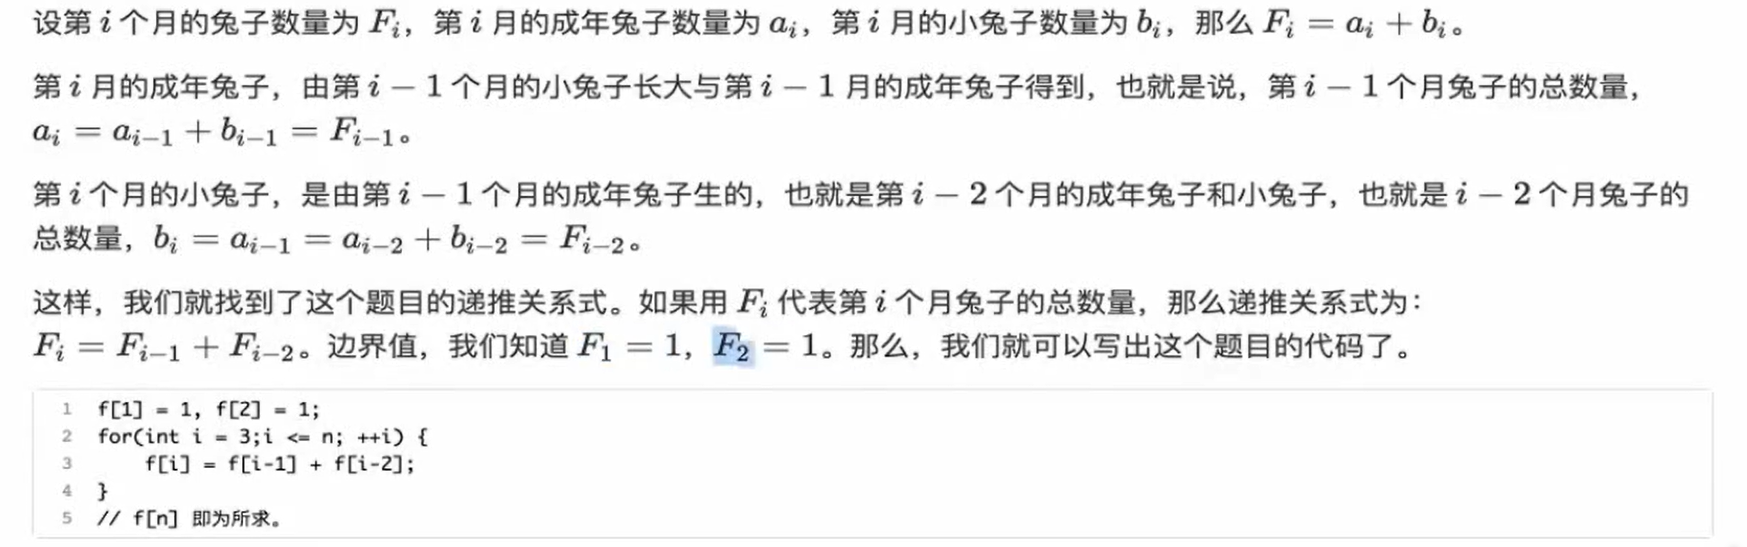 设第 i 个月的兔子数量为 F_i，第 i 月的成年兔子数量为 a_i，第 i 月的小兔子数量为 b_i，那么 F_i = a_i + b_i。
第 i 月的成年兔子，由第 i − 1 个月的小兔子长大与第 i − 1 月的成年兔子得到，也就是说，第 i − 1 个月兔子的总数量，
a_i = a_{i−1} + b_{i−1} = F_{i−1}。
第 i 个月的小兔子，是由第 i − 1 个月的成年兔子生的，也就是第 i − 2 个月的成年兔子和小兔子，也就是 i − 2 个月兔子的
总数量，b_i = a_{i−1} = a_{i−2} + b_{i−2} = F_{i−2}。
这样，我们就找到了这个题目的递推关系式。如果用 F_i 代表第 i 个月兔子的总数量，那么递推关系式为：
F_i = F_{i−1} + F_{i−2}。边界值，我们知道 F_1 = 1，F_2 = 1。那么，我们就可以写出这个题目的代码了。
1 f[1] = 1, f[2] = 1;
2 for(int i = 3;i <= n; ++i) {
3     f[i] = f[i-1] + f[i-2];
4 }
5 // f[n] 即为所求。